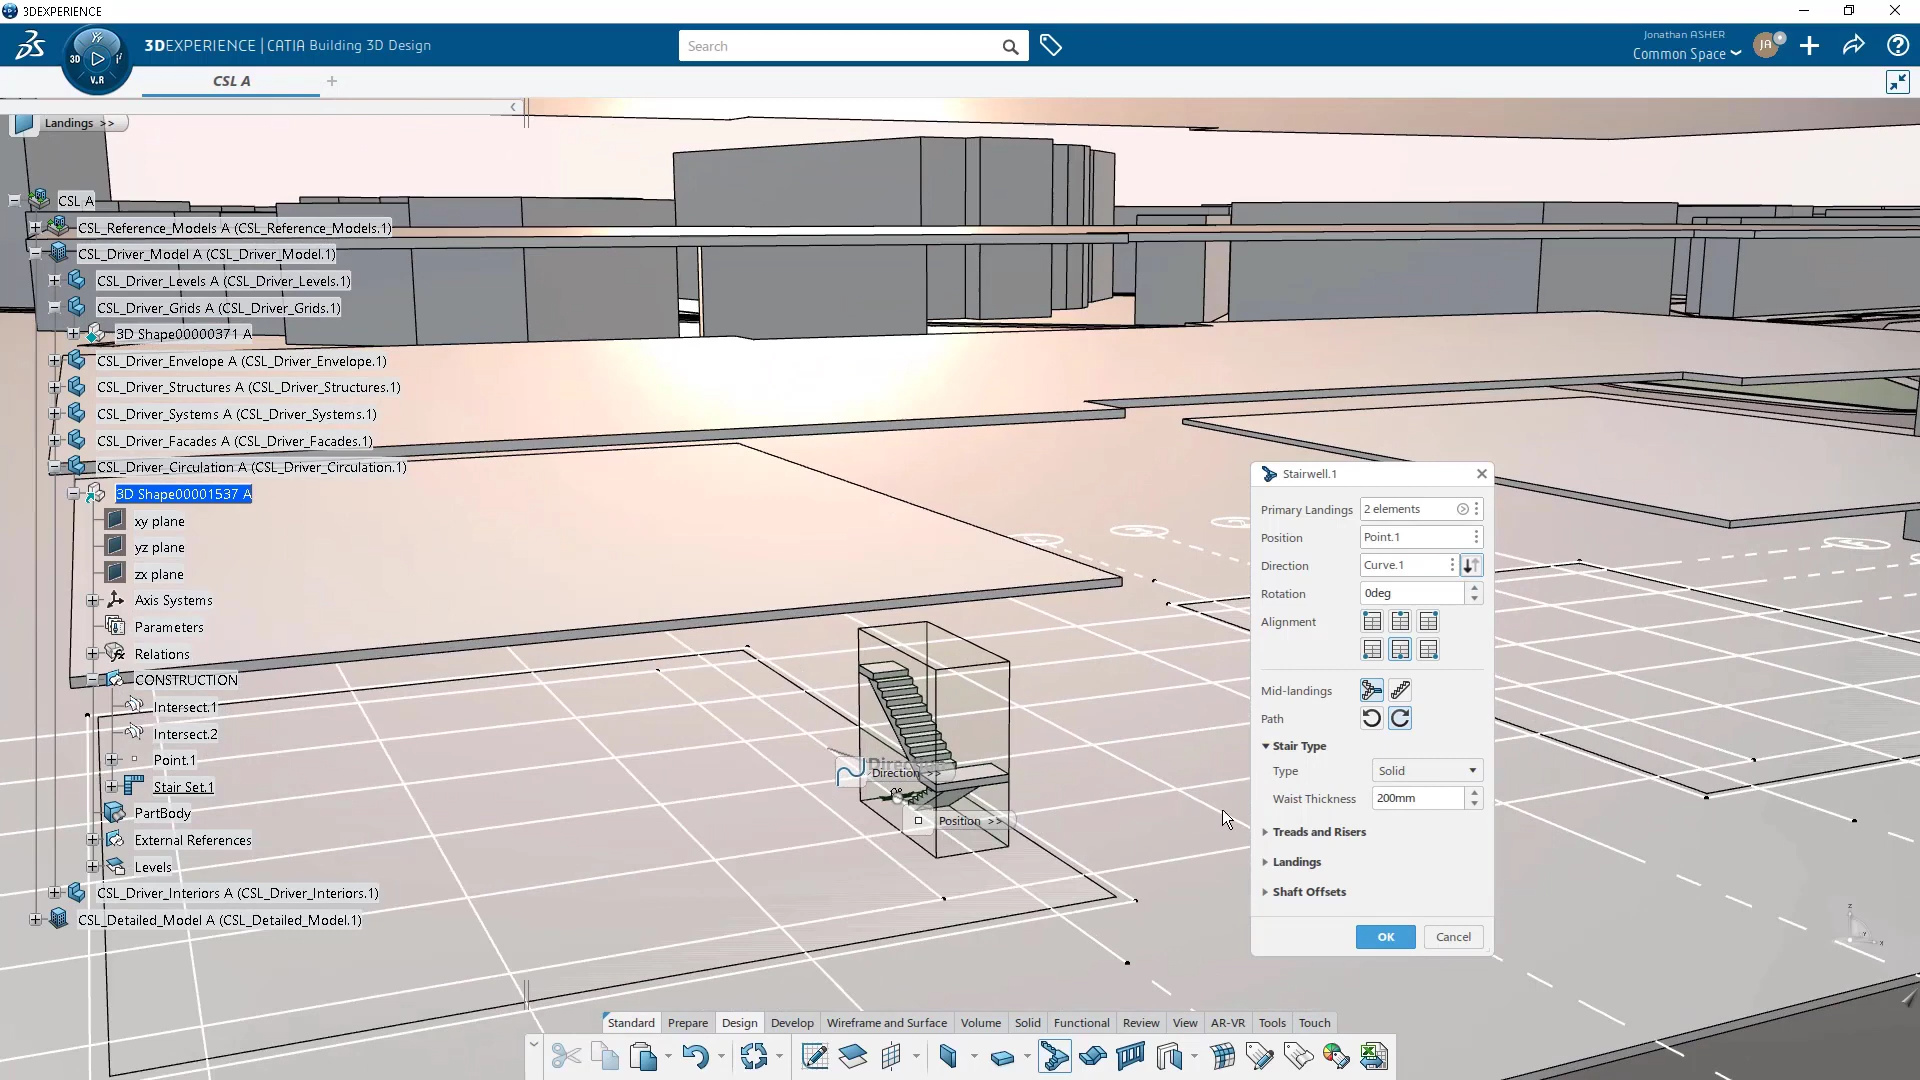 3DEXPERIENCE
3DEXPERIENCE | CATIA Building 3D Design
Search
Jonathan ASHER
Common Space
JA
3D
V.R
CSL A
Landings >>
CSL A
CSL_Reference_Models A (CSL_Reference_Models.1)
CSL_Driver_Model A (CSL_Driver_Model.1)
CSL_Driver_Levels A (CSL_Driver_Levels.1)
CSL_Driver_Grids A (CSL_Driver_Grids.1)
3D Shape00000371 A
CSL_Driver_Envelope A (CSL_Driver_Envelope.1)
CSL_Driver_Structures A (CSL_Driver_Structures.1)
CSL_Driver_Systems A (CSL_Driver_Systems.1)
CSL_Driver_Facades A (CSL_Driver_Facades.1)
CSL_Driver_Circulation A (CSL_Driver_Circulation.1)
3D Shape00001537 A
xy plane
yz plane
zx plane
Axis Systems
Parameters
Relations
CONSTRUCTION
Intersect.1
Intersect.2
Point.1
Stair Set.1
PartBody
External References
Levels
CSL_Driver_Interiors A (CSL_Driver_Interiors.1)
CSL_Detailed_Model A (CSL_Detailed_Model.1)
Direction >>
Position >>
Stairwell.1
Primary Landings 2 elements
Position Point.1
Direction Curve.1
Rotation 0deg
Alignment
Mid-landings
Path
Stair Type
Type Solid
Waist Thickness 200mm
Treads and Risers
Landings
Shaft Offsets
OK Cancel
Standard Prepare Design Develop Wireframe and Surface Volume Solid Functional Review View AR-VR Tools Touch